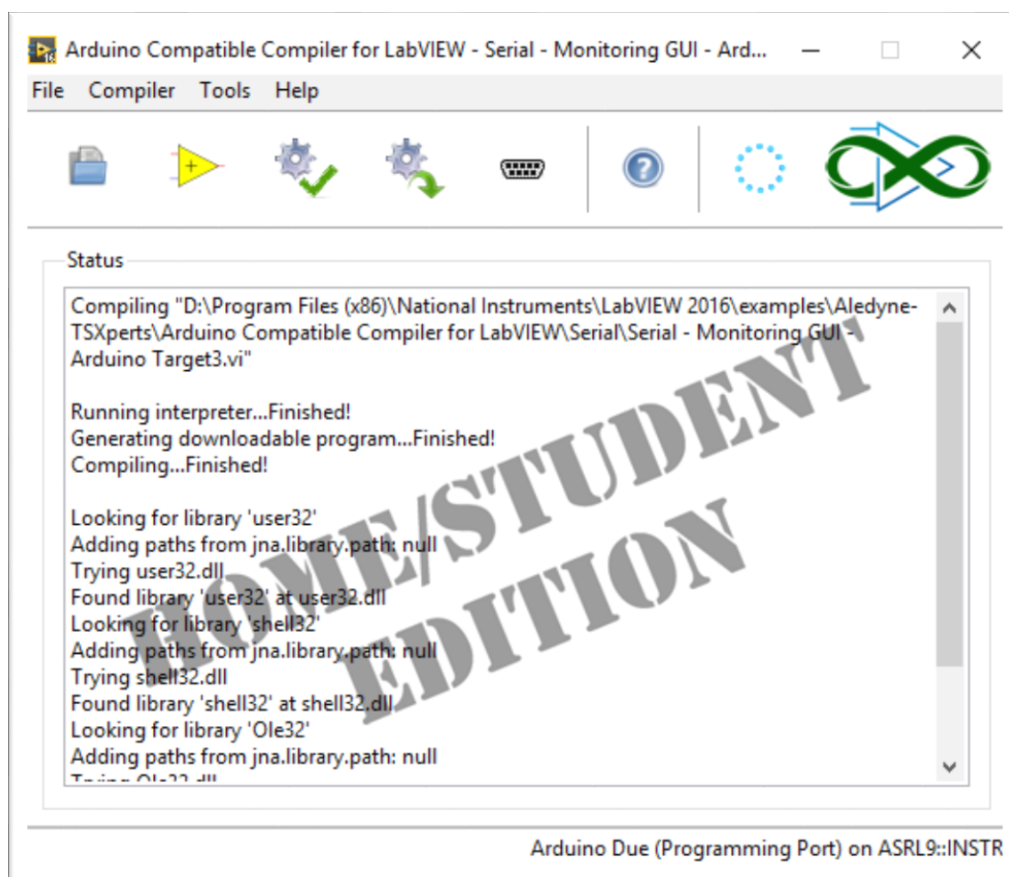 Arduino Compatible Compiler for LabVIEW - Serial - Monitoring GUI - Ard...
File Compiler Tools Help
Status
Compiling "D:\Program Files (x86)\National Instruments\LabVIEW 2016\examples\Aledyne-
TSXperts\Arduino Compatible Compiler for LabVIEW\Serial\Serial - Monitoring GUI -
Arduino Target3.vi"
Running interpreter...Finished!
Generating downloadable program...Finished!
Compiling...Finished!
Looking for library 'user32'
Adding paths from jna.library.path: null
Trying user32.dll
Found library 'user32' at user32.dll
Looking for library 'shell32'
Adding paths from jna.library.path: null
Trying shell32.dll
Found library 'shell32' at shell32.dll
Looking for library 'Ole32'
Adding paths from jna.library.path: null
Trying Ole32.dll
HOME/STUDENT
EDITION
Arduino Due (Programming Port) on ASRL9::INSTR